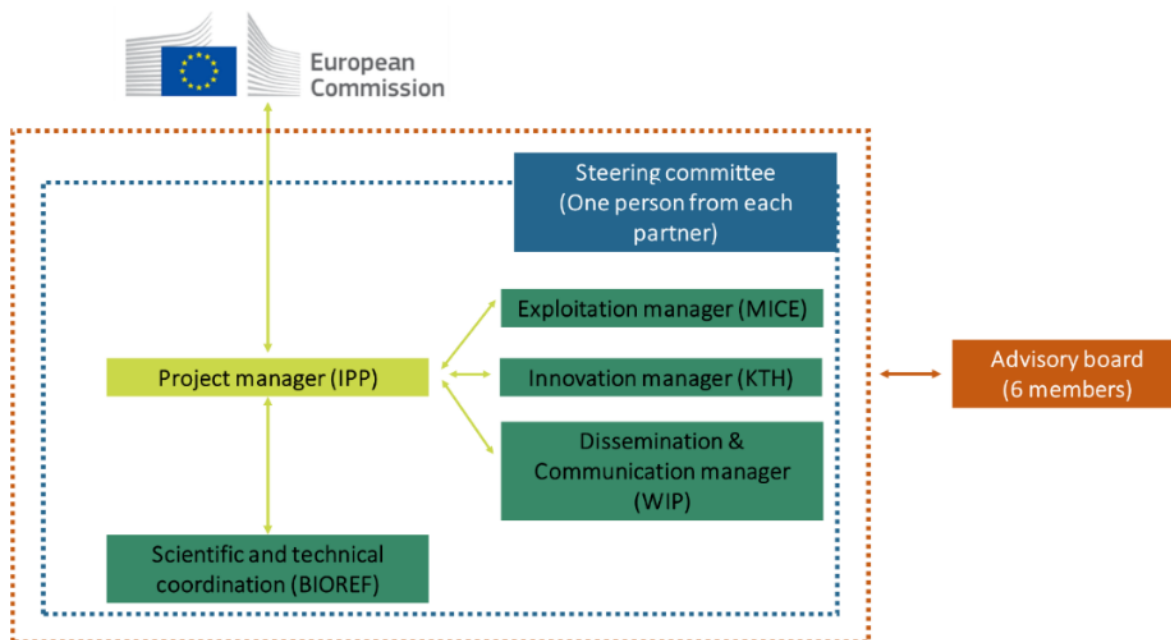 European
Commission
Steering committee
(One person from each
partner)
Exploitation manager (MICE)
Project manager (IPP)
Innovation manager (KTH)
Advisory board
(6 members)
Dissemination &
Communication manager
(WIP)
Scientific and technical
coordination (BIOREF)